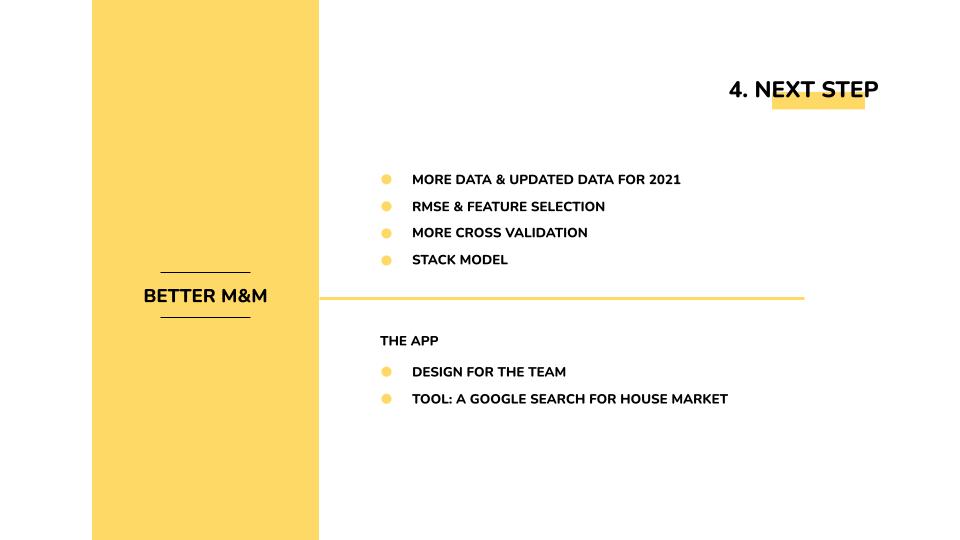 4. NEXT STEP
MORE DATA & UPDATED DATA FOR 2021
RMSE & FEATURE SELECTION
MORE CROSS VALIDATION
STACK MODEL
BETTER M&M
THE APP
DESIGN FOR THE TEAM
TOOL: A GOOGLE SEARCH FOR HOUSE MARKET